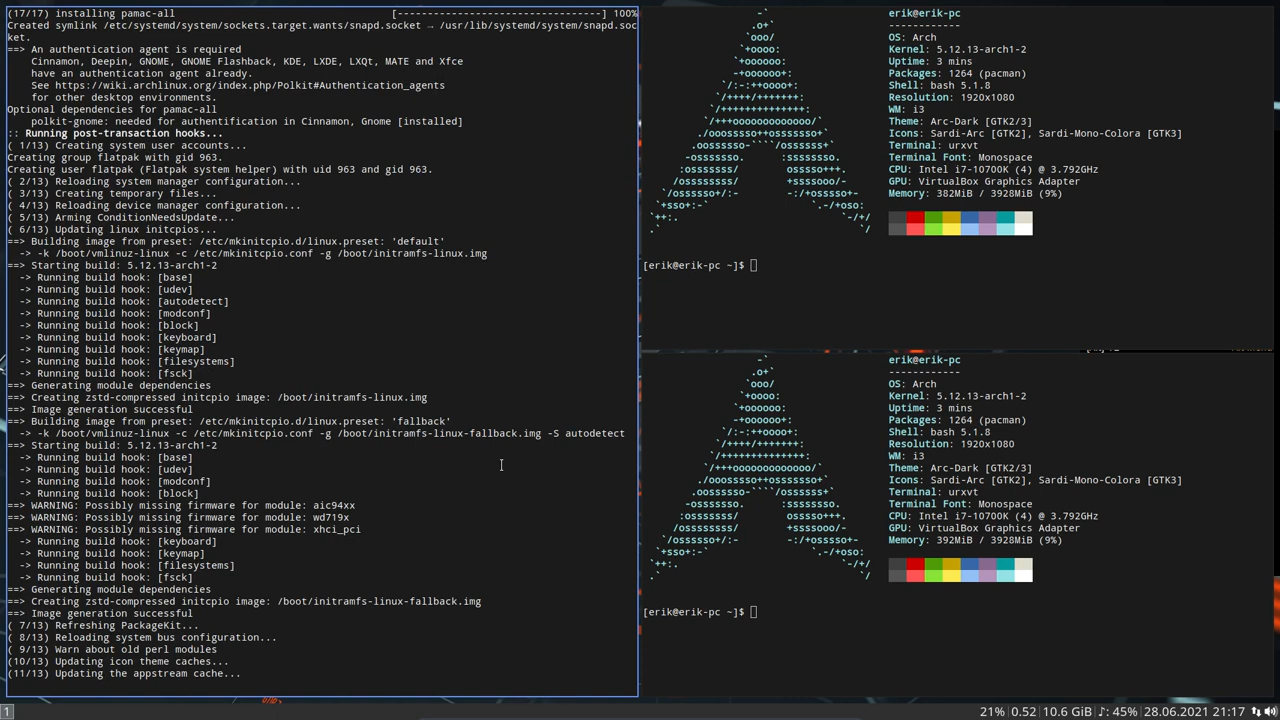 (17/17) installing pamac-all [----------------------------------] 100%
Created symlink /etc/systemd/system/sockets.target.wants/snapd.socket → /usr/lib/systemd/system/snapd.soc
ket.
==> An authentication agent is required
Cinnamon, Deepin, GNOME, GNOME Flashback, KDE, LXDE, LXQt, MATE and Xfce
have an authentication agent already.
See https://wiki.archlinux.org/index.php/Polkit#Authentication_agents
for other desktop environments.
Optional dependencies for pamac-all
polkit-gnome: needed for authentification in Cinnamon, Gnome [installed]
:: Running post-transaction hooks...
( 1/13) Creating system user accounts...
Creating group flatpak with gid 963.
Creating user flatpak (Flatpak system helper) with uid 963 and gid 963.
( 2/13) Reloading system manager configuration...
( 3/13) Creating temporary files...
( 4/13) Reloading device manager configuration...
( 5/13) Arming ConditionNeedsUpdate...
( 6/13) Updating linux initcpios...
==> Building image from preset: /etc/mkinitcpio.d/linux.preset: 'default'
-> -k /boot/vmlinuz-linux -c /etc/mkinitcpio.conf -g /boot/initramfs-linux.img
==> Starting build: 5.12.13-arch1-2
-> Running build hook: [base]
-> Running build hook: [udev]
-> Running build hook: [autodetect]
-> Running build hook: [modconf]
-> Running build hook: [block]
-> Running build hook: [keyboard]
-> Running build hook: [keymap]
-> Running build hook: [filesystems]
-> Running build hook: [fsck]
==> Generating module dependencies
==> Creating zstd-compressed initcpio image: /boot/initramfs-linux.img
==> Image generation successful
==> Building image from preset: /etc/mkinitcpio.d/linux.preset: 'fallback'
-> -k /boot/vmlinuz-linux -c /etc/mkinitcpio.conf -g /boot/initramfs-linux-fallback.img -S autodetect
==> Starting build: 5.12.13-arch1-2
-> Running build hook: [base]
-> Running build hook: [udev]
-> Running build hook: [modconf]
-> Running build hook: [block]
==> WARNING: Possibly missing firmware for module: aic94xx
==> WARNING: Possibly missing firmware for module: wd719x
==> WARNING: Possibly missing firmware for module: xhci_pci
-> Running build hook: [keyboard]
-> Running build hook: [keymap]
-> Running build hook: [filesystems]
-> Running build hook: [fsck]
==> Generating module dependencies
==> Creating zstd-compressed initcpio image: /boot/initramfs-linux-fallback.img
==> Image generation successful
( 7/13) Refreshing PackageKit...
( 8/13) Reloading system bus configuration...
( 9/13) Warn about old perl modules
(10/13) Updating icon theme caches...
(11/13) Updating the appstream cache...
erik@erik-pc
------------
OS: Arch
Kernel: 5.12.13-arch1-2
Uptime: 3 mins
Packages: 1264 (pacman)
Shell: bash 5.1.8
Resolution: 1920x1080
WM: i3
Theme: Arc-Dark [GTK2/3]
Icons: Sardi-Arc [GTK2], Sardi-Mono-Colora [GTK3]
Terminal: urxvt
Terminal Font: Monospace
CPU: Intel i7-10700K (4) @ 3.792GHz
GPU: VirtualBox Graphics Adapter
Memory: 382MiB / 3928MiB (9%)
[erik@erik-pc ~]$
erik@erik-pc
------------
OS: Arch
Kernel: 5.12.13-arch1-2
Uptime: 3 mins
Packages: 1264 (pacman)
Shell: bash 5.1.8
Resolution: 1920x1080
WM: i3
Theme: Arc-Dark [GTK2/3]
Icons: Sardi-Arc [GTK2], Sardi-Mono-Colora [GTK3]
Terminal: urxvt
Terminal Font: Monospace
CPU: Intel i7-10700K (4) @ 3.792GHz
GPU: VirtualBox Graphics Adapter
Memory: 392MiB / 3928MiB (9%)
[erik@erik-pc ~]$
1 21% 0.52 10.6 GiB ♪: 45% 28.06.2021 21:17